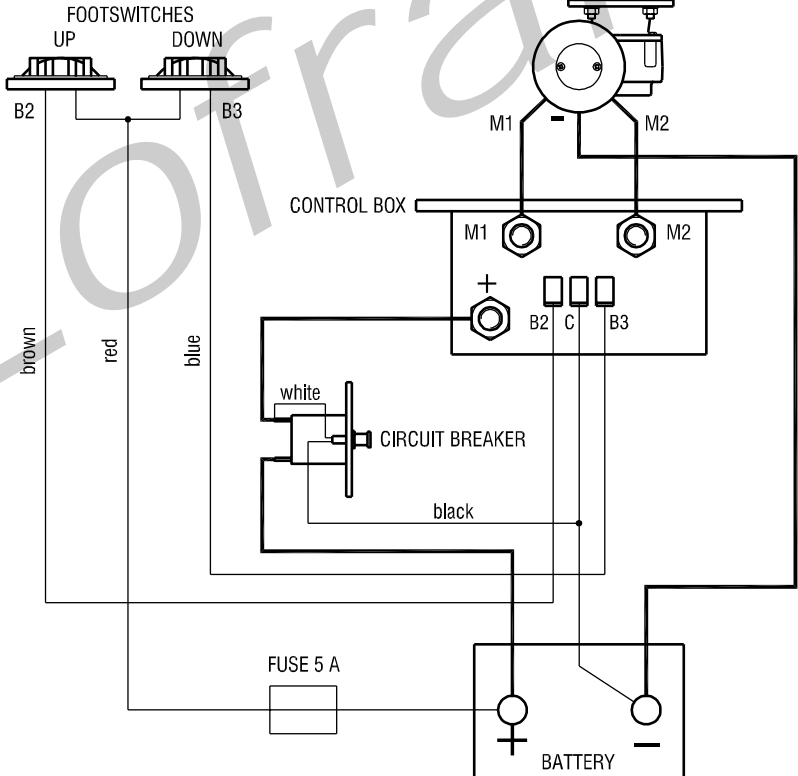 FOOTSWITCHES
UP
DOWN
B2
B3
M1
-
M2
CONTROL BOX
M1
M2
+
B2
C
B3
brown
red
blue
white
CIRCUIT BREAKER
black
FUSE 5 A
+
−
BATTERY
Lofra